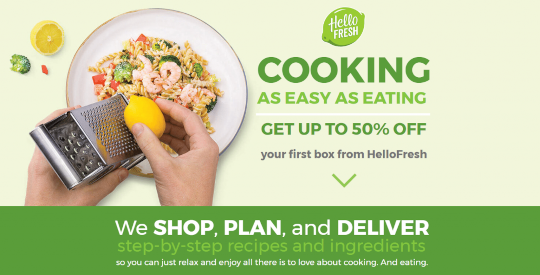 Hello
FRESH
COOKING
AS EASY AS EATING
GET UP TO 50% OFF
your first box from HelloFresh
We SHOP, PLAN, and DELIVER
step-by-step recipes and ingredients
so you can just relax and enjoy all there is to love about cooking. And eating.